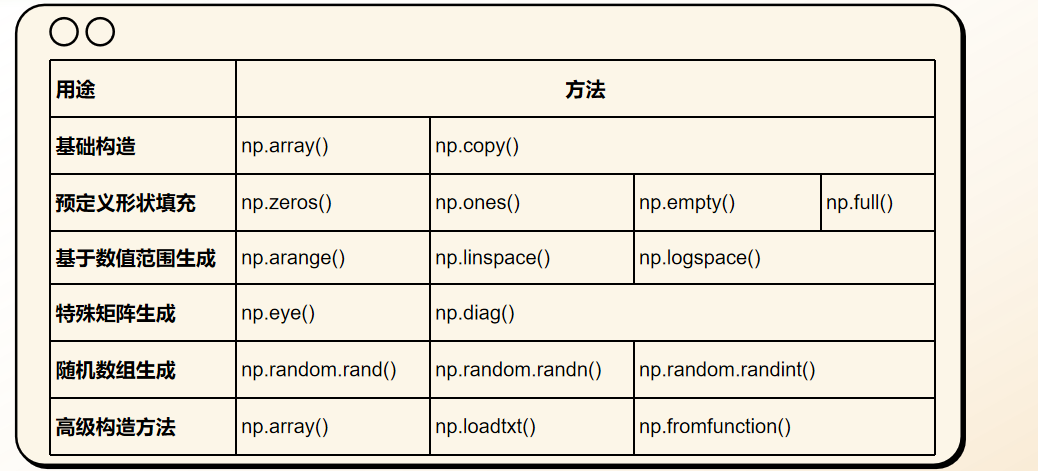 用途 方法
基础构造 np.array() np.copy()
预定义形状填充 np.zeros() np.ones() np.empty() np.full()
基于数值范围生成 np.arange() np.linspace() np.logspace()
特殊矩阵生成 np.eye() np.diag()
随机数组生成 np.random.rand() np.random.randn() np.random.randint()
高级构造方法 np.array() np.loadtxt() np.fromfunction()